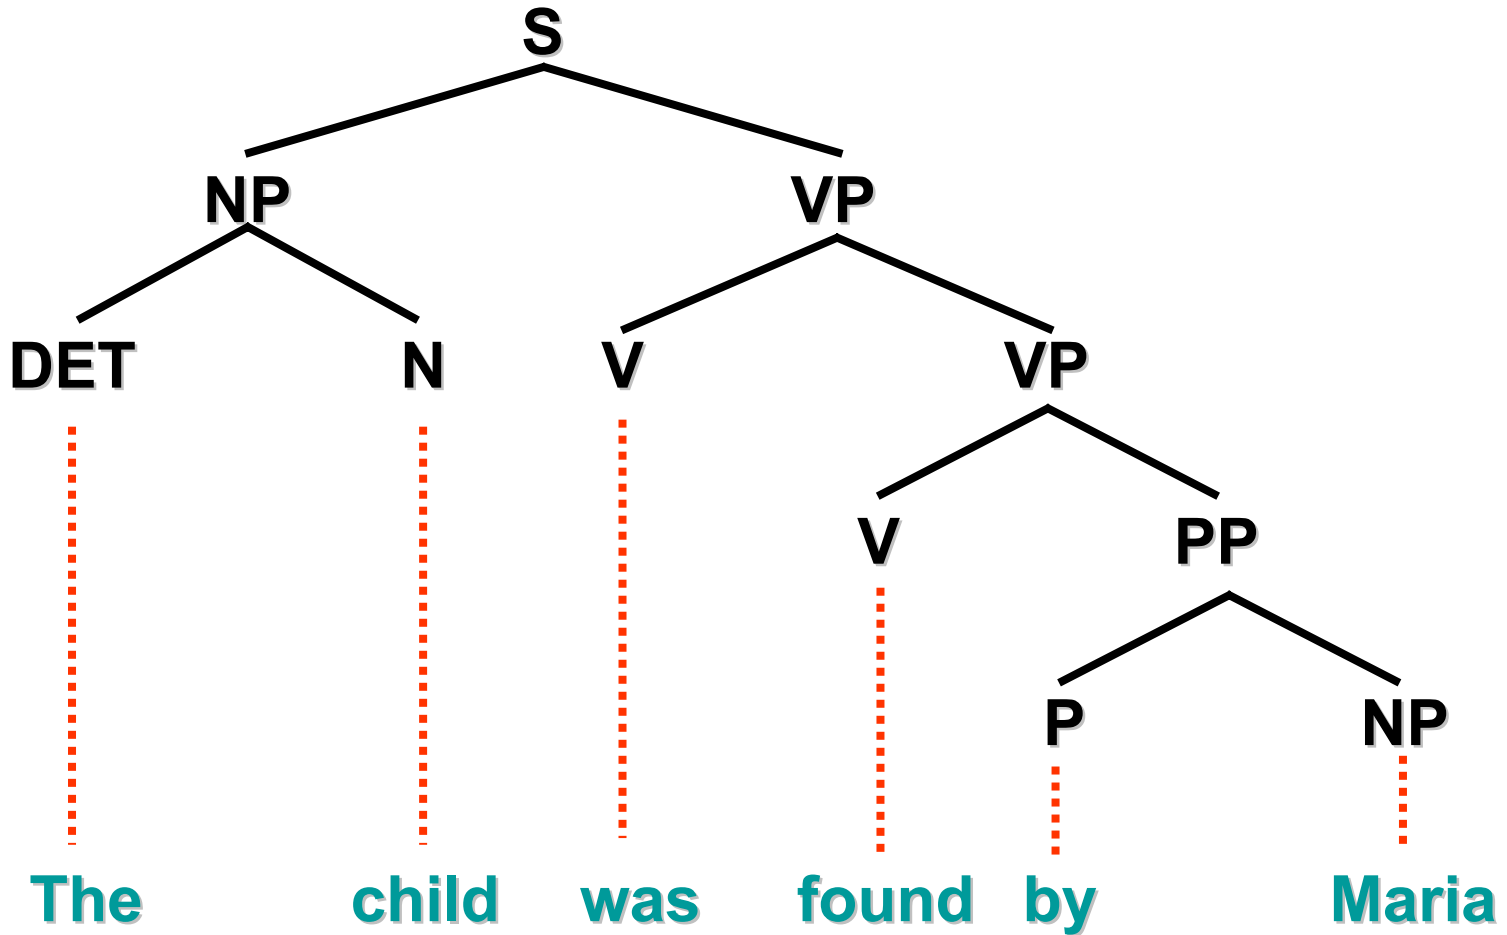 S
NP VP
DET N V VP
V PP
P NP
The child was found by Maria